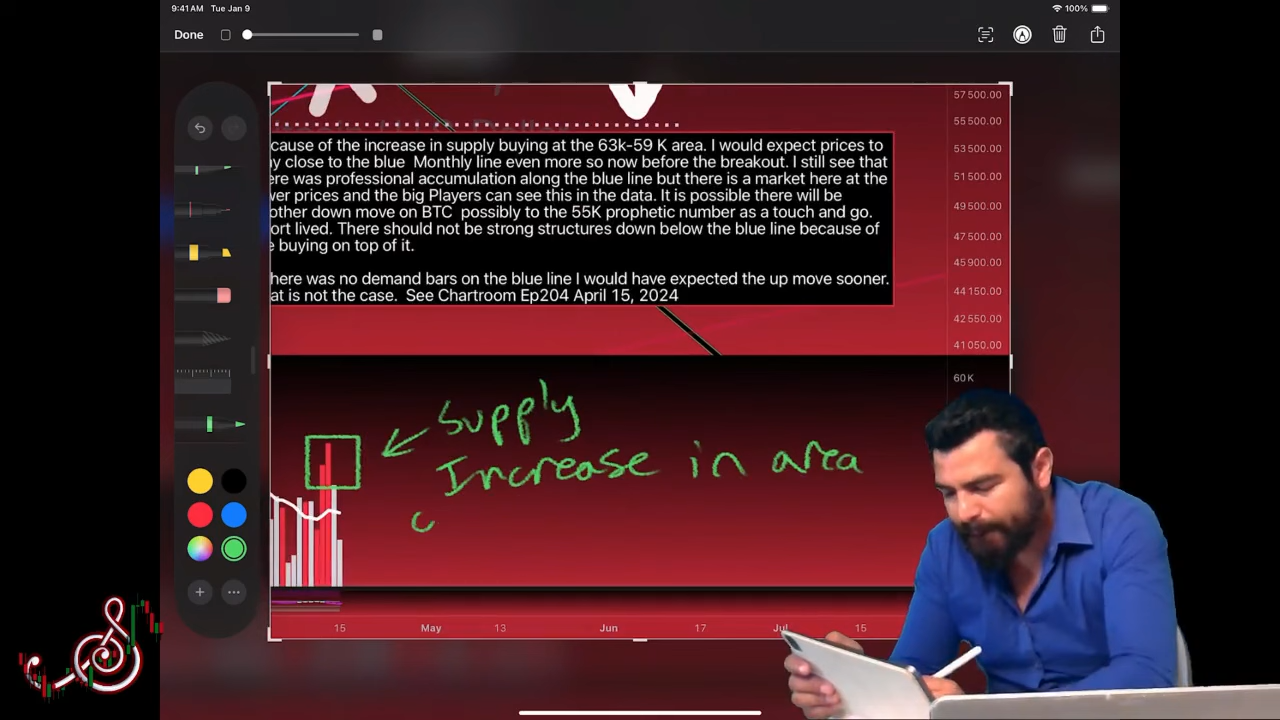 9:41 AM Tue Jan 9
100%
Done
57 500.00
55 500.00
cause of the increase in supply buying at the 63k-59 K area. I would expect prices to
53 500.00
y close to the blue Monthly line even more so now before the breakout. I still see that
51 500.00
ere was professional accumulation along the blue line but there is a market here at the
wer prices and the big Players can see this in the data. It is possible there will be
49 500.00
other down move on BTC possibly to the 55K prophetic number as a touch and go.
ort lived. There should not be strong structures down below the blue line because of
47 500.00
e buying on top of it.
45 900.00
here was no demand bars on the blue line I would have expected the up move sooner.
44 150.00
at is not the case. See Chartroom Ep204 April 15, 2024
42 550.00
41 050.00
60 K
Supply
Increase in area
15
May
13
Jun
17
Jul
15